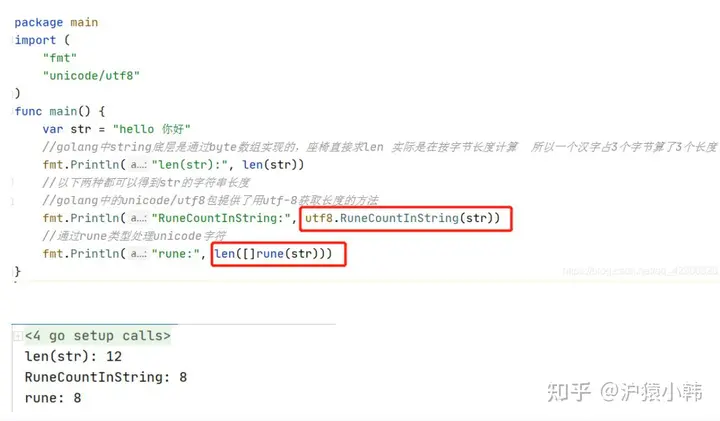 package main
import (
"fmt"
"unicode/utf8"
)
func main() {
var str = "hello 你好"
//golang中string底层是通过byte数组实现的，座椅直接求len 实际是在按字节长度计算  所以一个汉字占3个字节算了3个长度
fmt.Println( a...: "len(str):", len(str))
//以下两种都可以得到str的字符串长度
//golang中的unicode/utf8包提供了用utf-8获取长度的方法
fmt.Println( a...: "RuneCountInString:", utf8.RuneCountInString(str))
//通过rune类型处理unicode字符
fmt.Println( a...: "rune:", len([]rune(str)))
}
<4 go setup calls>
len(str): 12
RuneCountInString: 8
rune: 8
知乎 @沪猿小韩